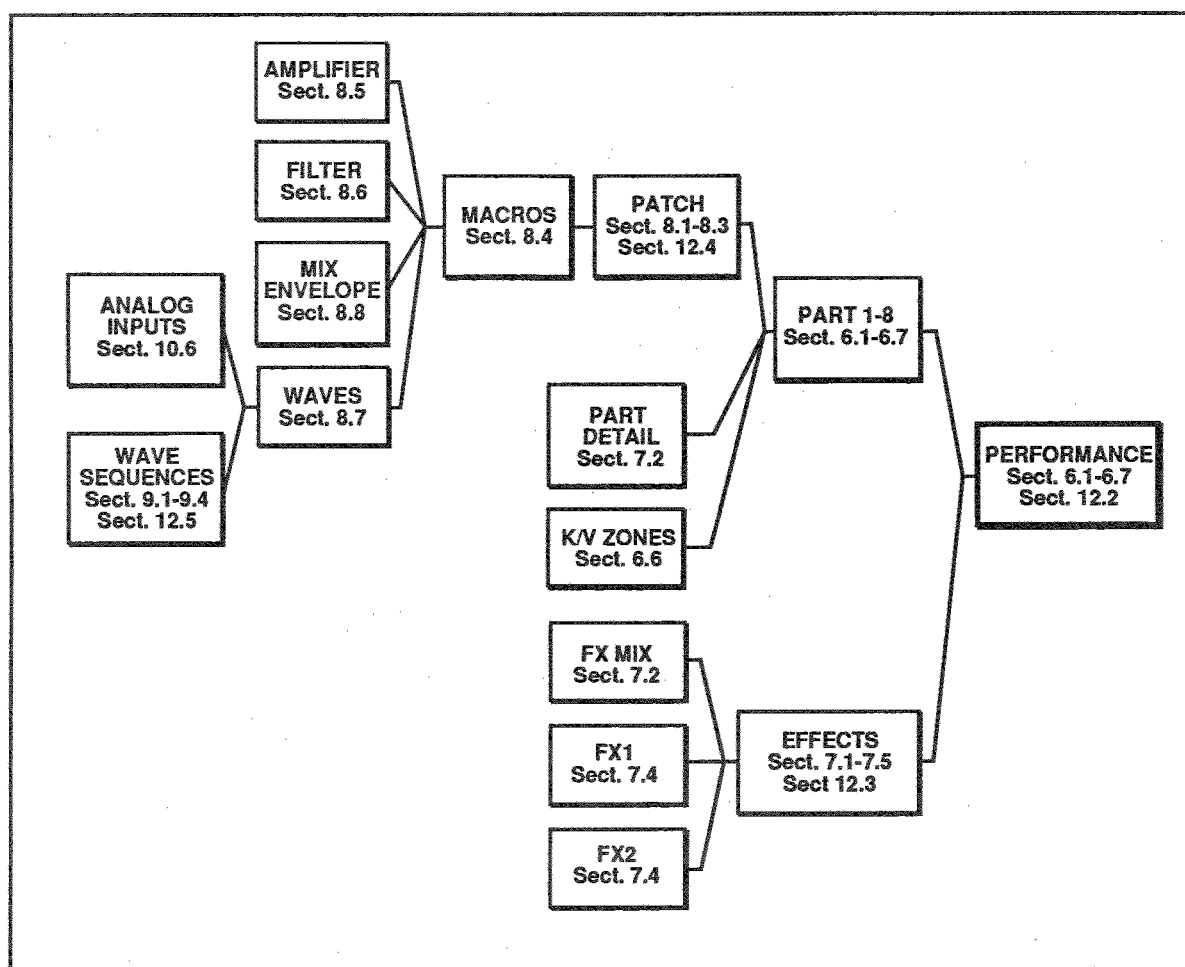 AMPLIFIER
Sect. 8.5
FILTER
Sect. 8.6
MIX
ENVELOPE
Sect. 8.8
ANALOG
INPUTS
Sect. 10.6
WAVES
Sect. 8.7
WAVE
SEQUENCES
Sect. 9.1-9.4
Sect. 12.5
MACROS
Sect. 8.4
PATCH
Sect. 8.1-8.3
Sect. 12.4
PART 1-8
Sect. 6.1-6.7
PART
DETAIL
Sect. 7.2
K/V ZONES
Sect. 6.6
PERFORMANCE
Sect. 6.1-6.7
Sect. 12.2
FX MIX
Sect. 7.2
FX1
Sect. 7.4
FX2
Sect. 7.4
EFFECTS
Sect. 7.1-7.5
Sect 12.3